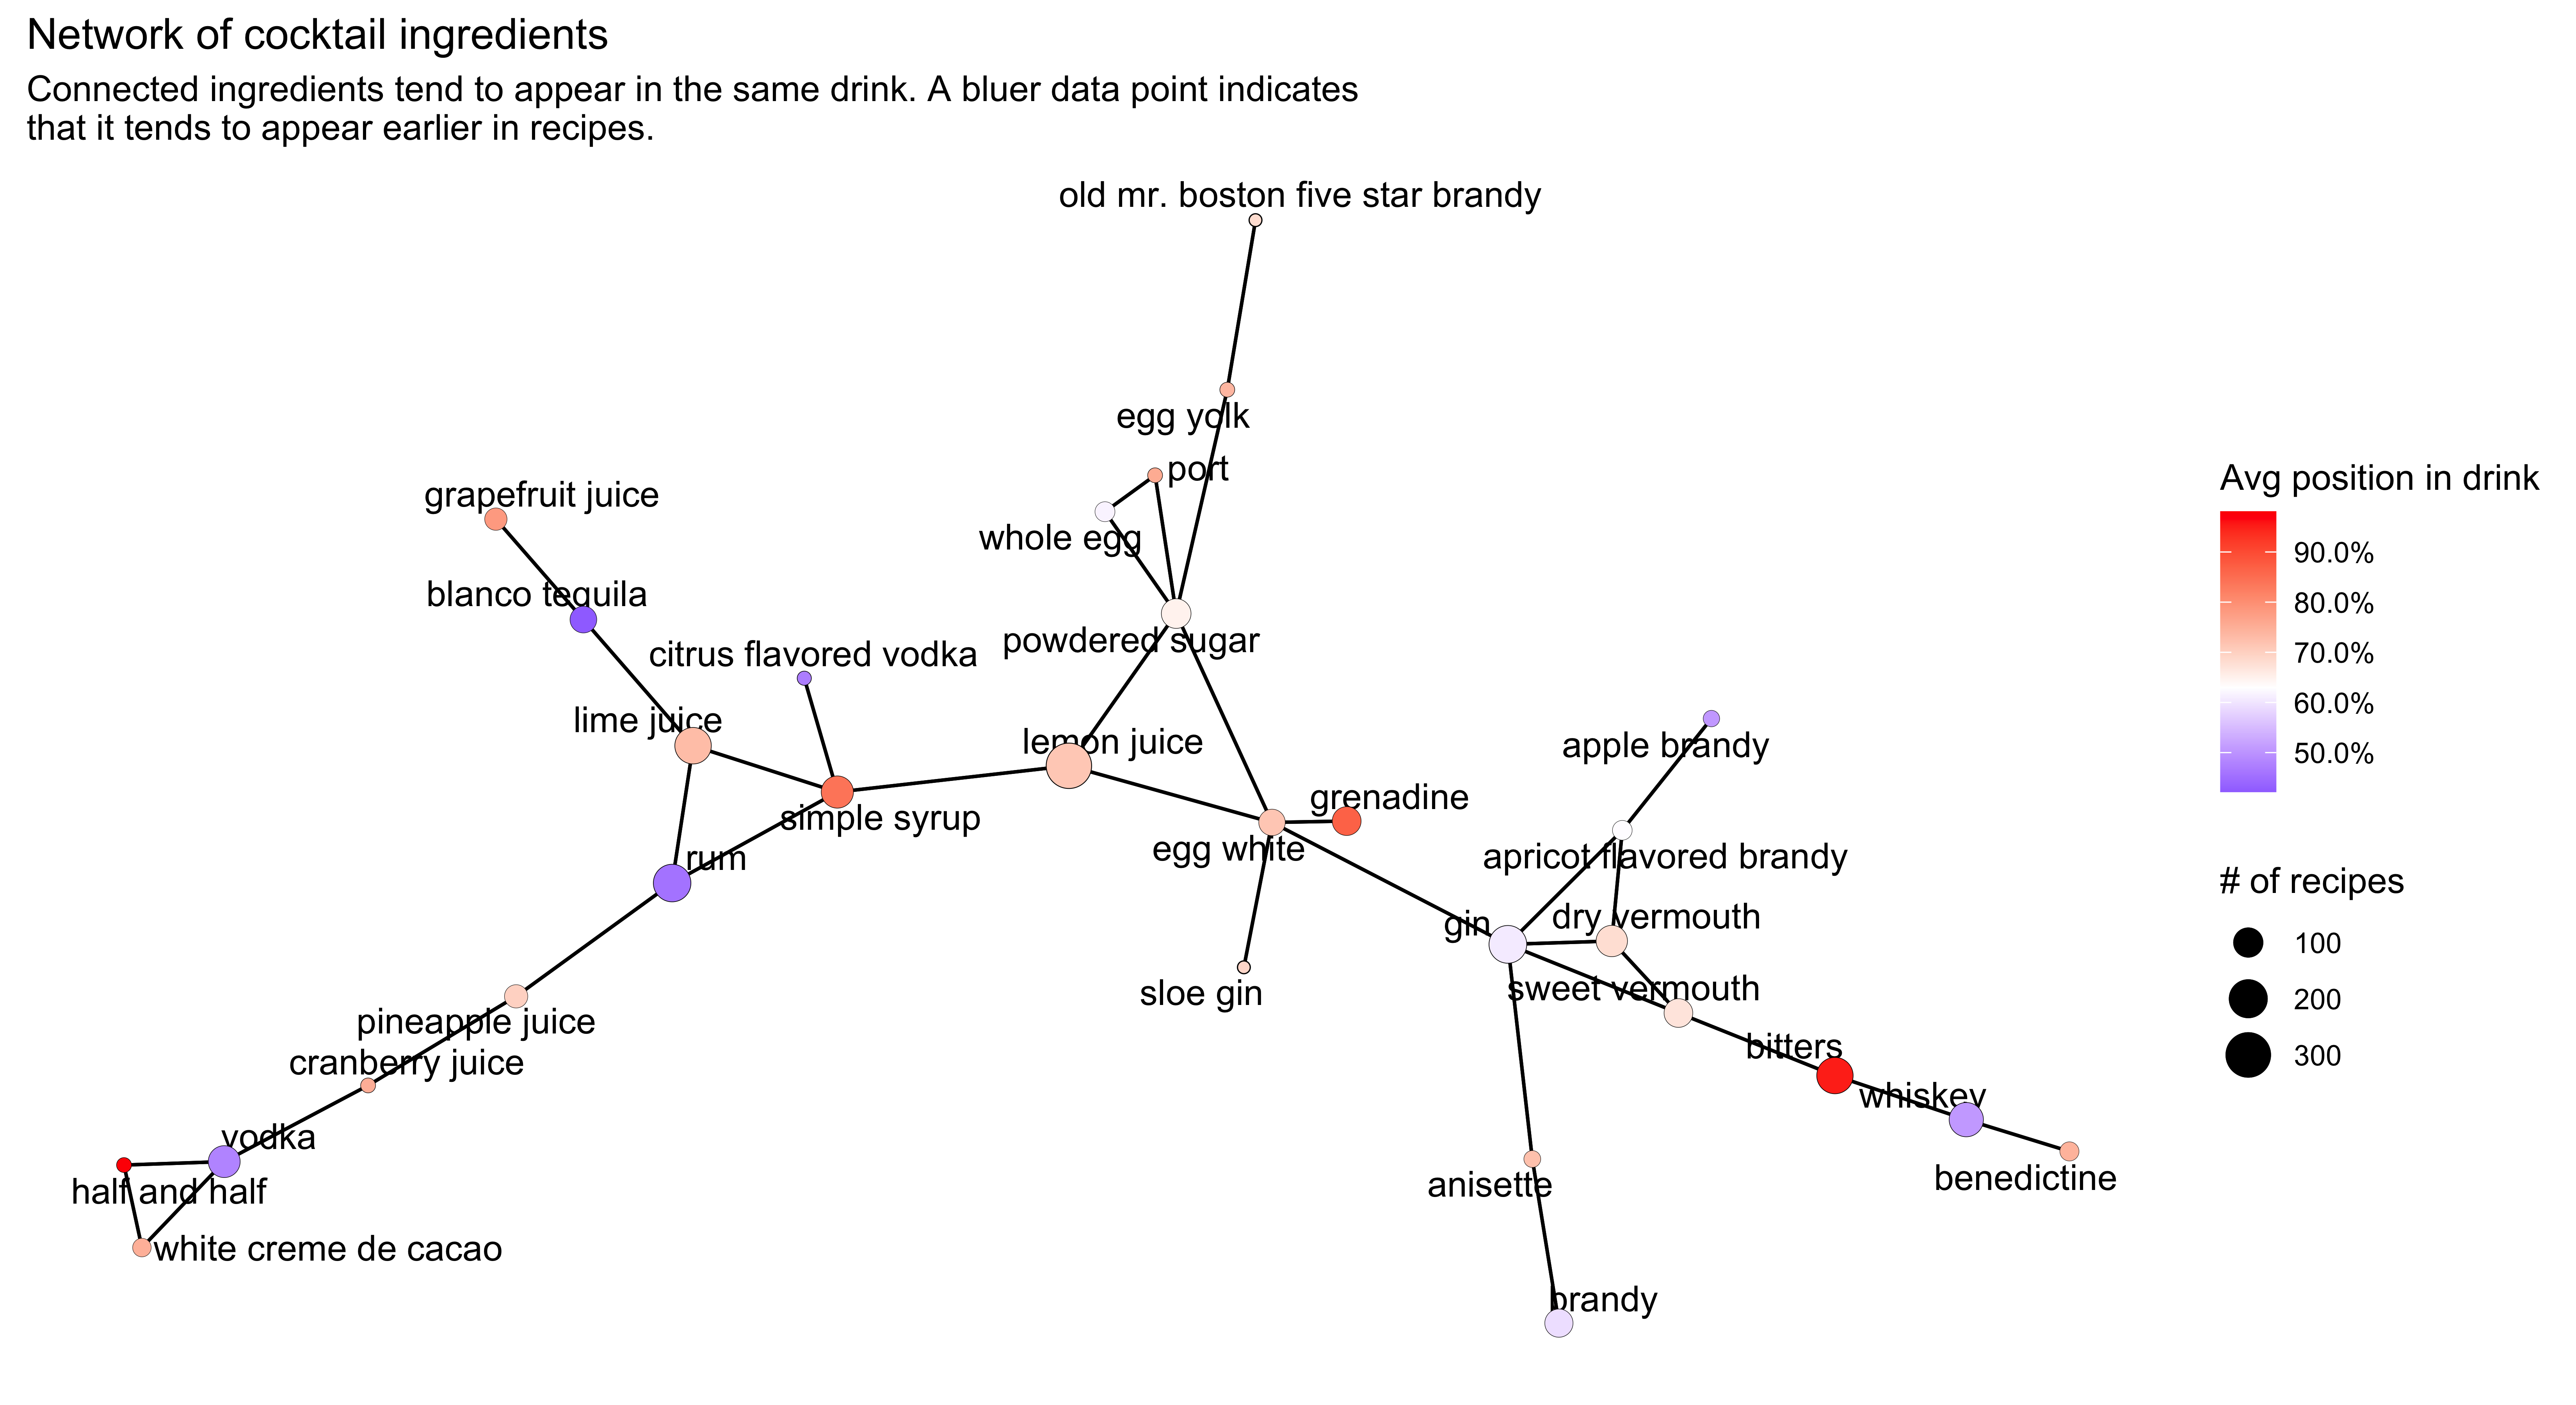 Network of cocktail ingredients
Connected ingredients tend to appear in the same drink. A bluer data point indicates
that it tends to appear earlier in recipes.
old mr. boston five star brandy
egg yolk
port
grapefruit juice
whole egg
blanco tequila
powdered sugar
citrus flavored vodka
lime juice
lemon juice
apple brandy
grenadine
simple syrup
egg white
rum
apricot flavored brandy
gin
dry vermouth
sloe gin
sweet vermouth
pineapple juice
bitters
cranberry juice
whiskey
vodka
benedictine
anisette
half and half
white creme de cacao
brandy
Avg position in drink
90.0%
80.0%
70.0%
60.0%
50.0%
# of recipes
100
200
300